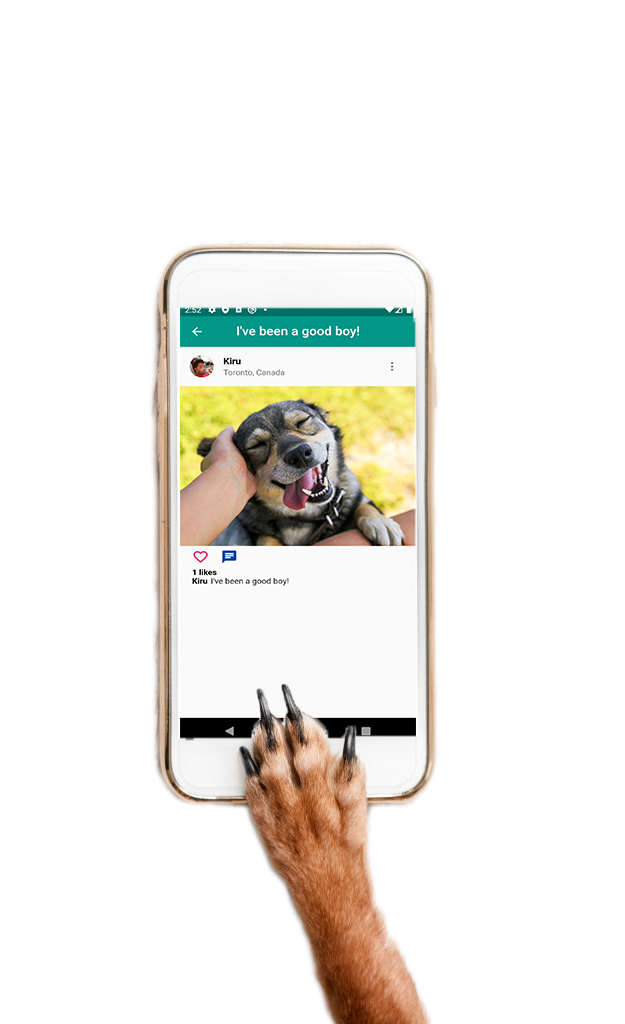 2:52
I've been a good boy!
Kiru
Toronto, Canada
1 likes
Kiru I've been a good boy!